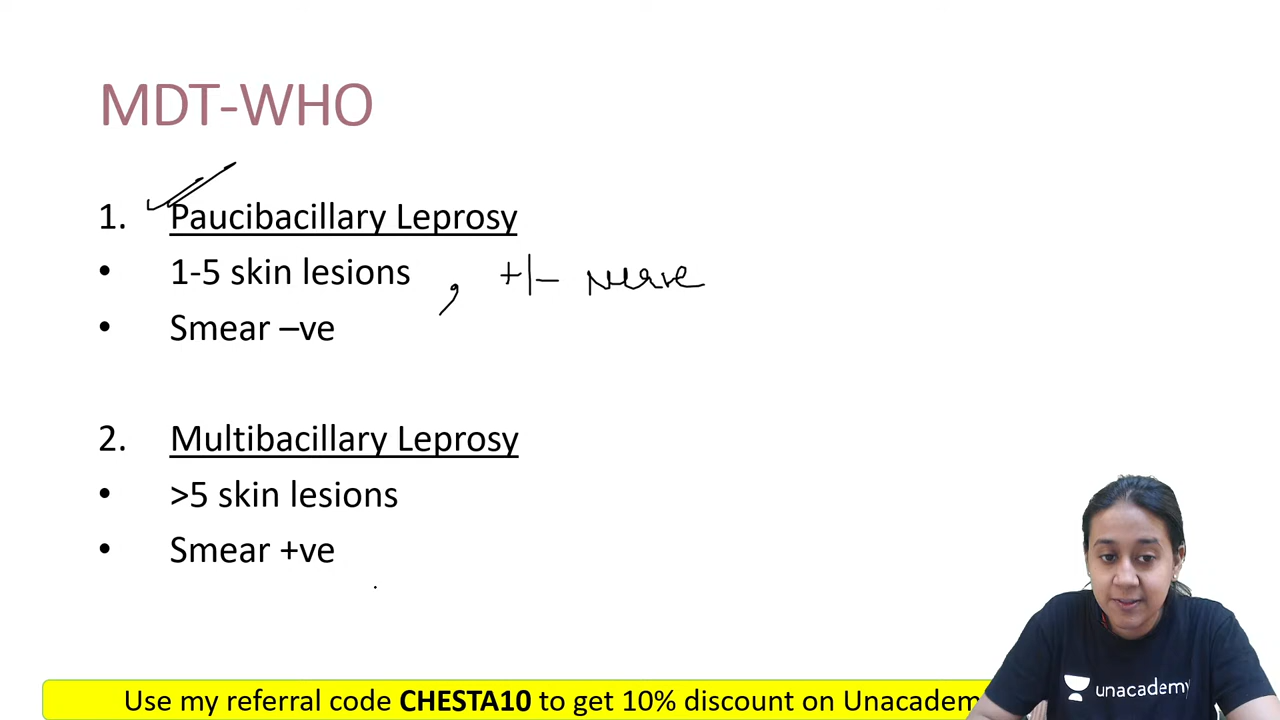 MDT-WHO
1. Paucibacillary Leprosy
• 1-5 skin lesions , +/- nerve
• Smear –ve
2. Multibacillary Leprosy
• >5 skin lesions
• Smear +ve
unacademy
Use my referral code CHESTA10 to get 10% discount on Unacadem